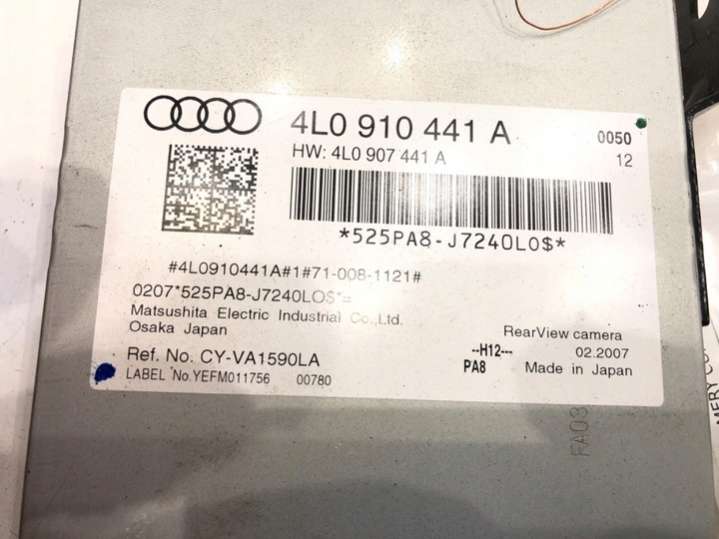 4L0 910 441 A
0050
HW: 4L0 907 441 A
12
*525PA8-J7240L0$*
#4L0910441A#1#71-008-1121#
0207*525PA8-J7240LOS*=
Matsushita Electric Industrial Co.,Ltd.
Osaka Japan
RearView camera
Ref. No. CY-VA1590LA
--H12---
02.2007
LABEL No.YEFM011756
00780
PA8
Made in Japan
FA03